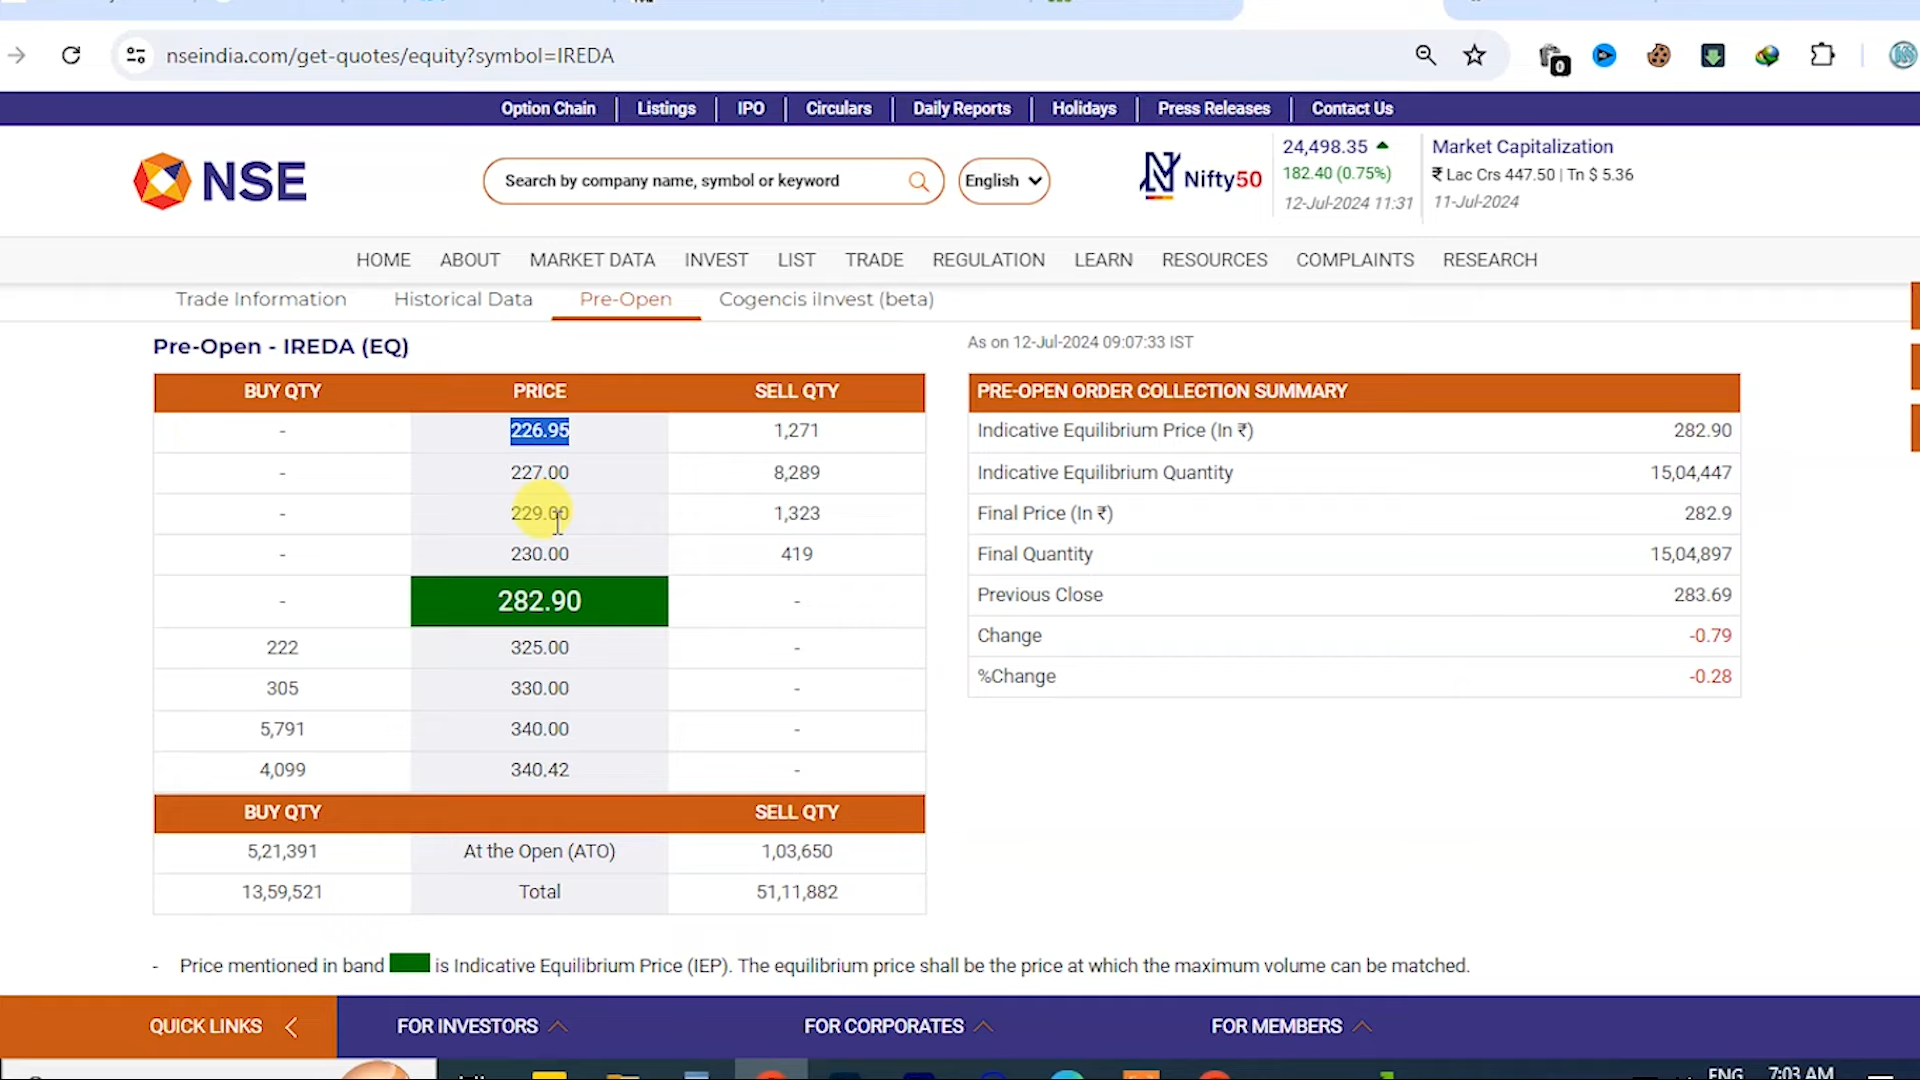 nseindia.com/get-quotes/equity?symbol=IREDA
0
Option Chain Listings IPO Circulars Daily Reports Holidays Press Releases Contact Us
NSE
Search by company name, symbol or keyword
English
Nifty50
24,498.35
182.40 (0.75%)
12-Jul-2024 11:31
Market Capitalization
₹ Lac Crs 447.50 | Tn $ 5.36
11-Jul-2024
HOME ABOUT MARKET DATA INVEST LIST TRADE REGULATION LEARN RESOURCES COMPLAINTS RESEARCH
Trade Information Historical Data Pre-Open Cogencis iInvest (beta)
Pre-Open - IREDA (EQ)
As on 12-Jul-2024 09:07:33 IST
BUY QTY PRICE SELL QTY
- 226.95 1,271
- 227.00 8,289
- 229.00 1,323
- 230.00 419
- 282.90 -
222 325.00 -
305 330.00 -
5,791 340.00 -
4,099 340.42 -
BUY QTY SELL QTY
5,21,391 At the Open (ATO) 1,03,650
13,59,521 Total 51,11,882
PRE-OPEN ORDER COLLECTION SUMMARY
Indicative Equilibrium Price (In ₹) 282.90
Indicative Equilibrium Quantity 15,04,447
Final Price (In ₹) 282.9
Final Quantity 15,04,897
Previous Close 283.69
Change -0.79
%Change -0.28
- Price mentioned in band is Indicative Equilibrium Price (IEP). The equilibrium price shall be the price at which the maximum volume can be matched.
QUICK LINKS FOR INVESTORS FOR CORPORATES FOR MEMBERS
ENG 7:03 AM